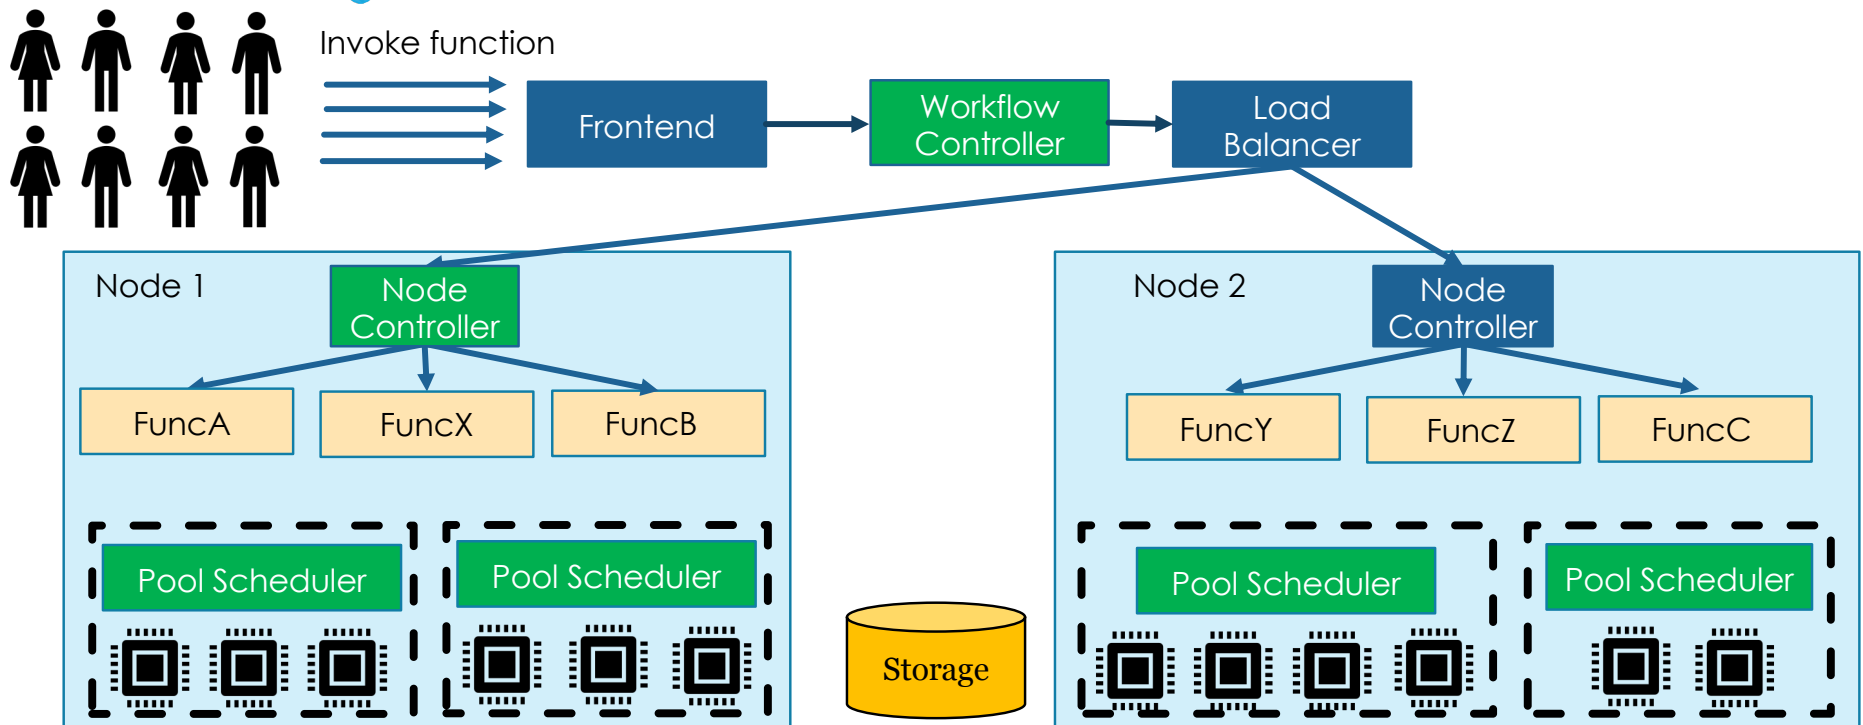 Invoke function
Frontend
Workflow
Controller
Load
Balancer
Node 1
Node
Controller
FuncA
FuncX
FuncB
Pool Scheduler
Pool Scheduler
Storage
Node 2
Node
Controller
FuncY
FuncZ
FuncC
Pool Scheduler
Pool Scheduler